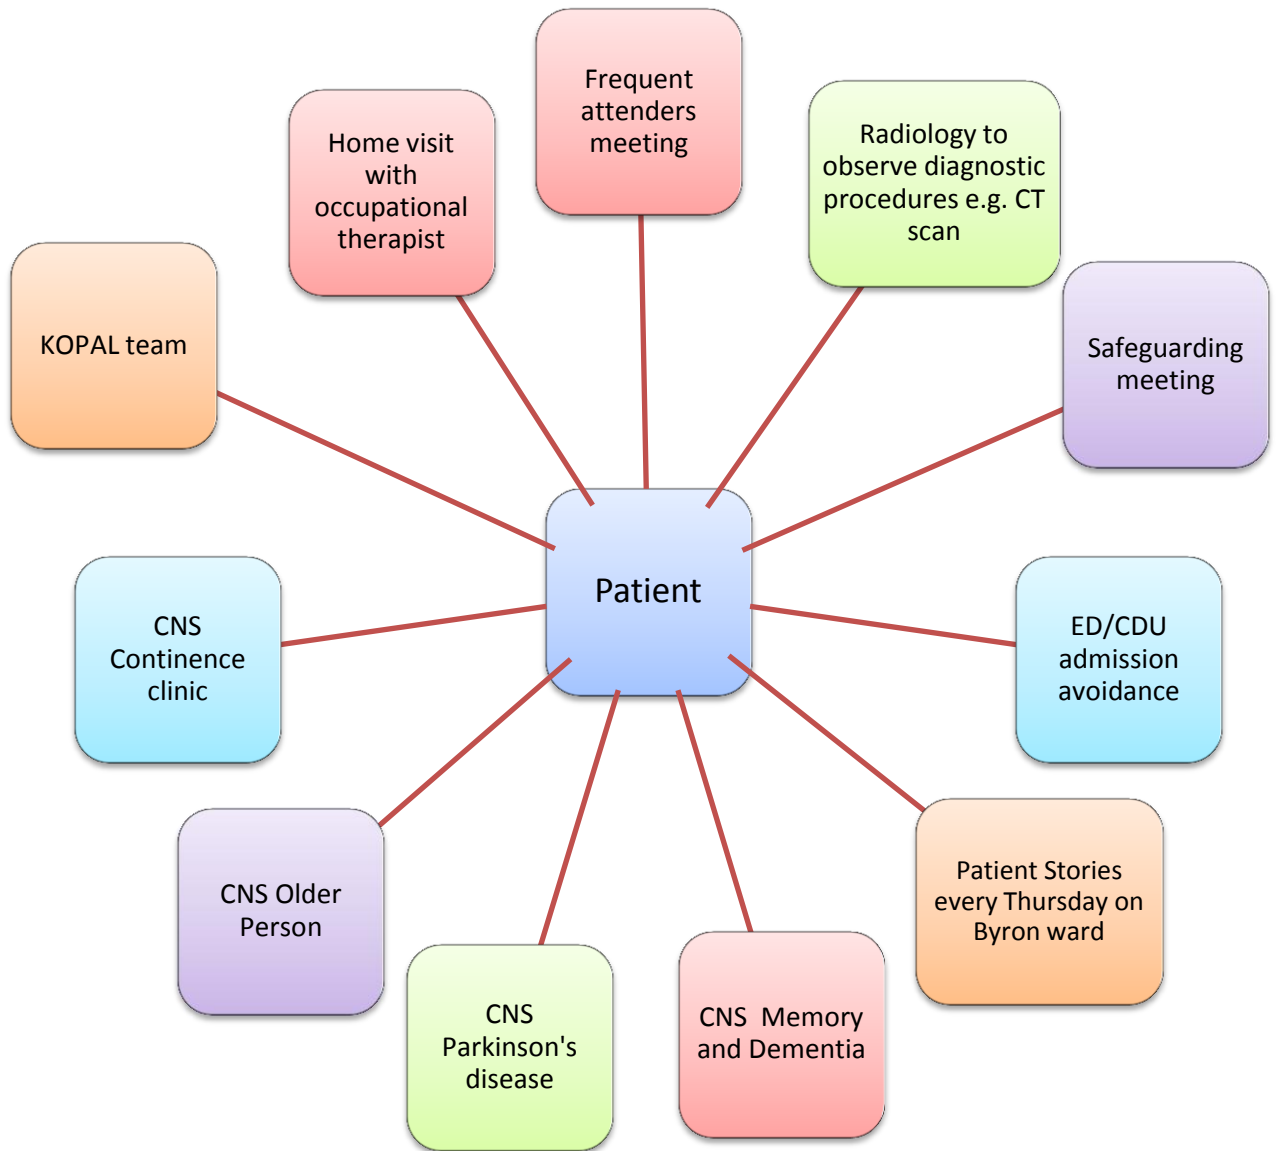 Frequent
attenders
meeting
Radiology to
observe diagnostic
procedures e.g. CT
scan
Safeguarding
meeting
ED/CDU
admission
avoidance
Patient Stories
every Thursday on
Byron ward
CNS  Memory
and Dementia
CNS
Parkinson's
disease
CNS Older
Person
CNS
Continence
clinic
KOPAL team
Home visit
with
occupational
therapist
Patient